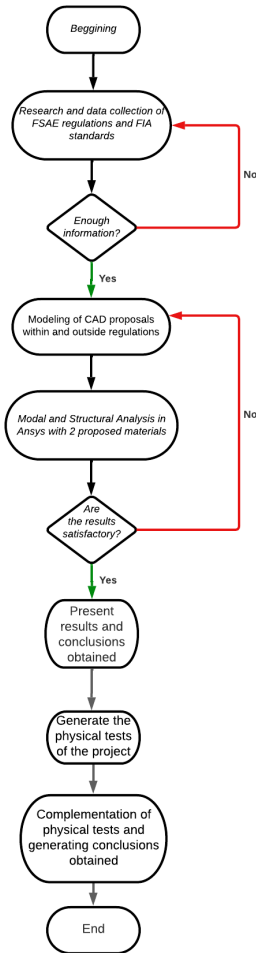 Beggining
Research and data collection of
FSAE regulations and FIA
standards
No
Enough
information?
Yes
Modeling of CAD proposals
within and outside regulations
Modal and Structural Analysis in
Ansys with 2 proposed materials
No
Are
the results
satisfactory?
Yes
Present
results and
conclusions
obtained
Generate the
physical tests
of the project
Complementation of
physical tests and
generating conclusions
obtained
End